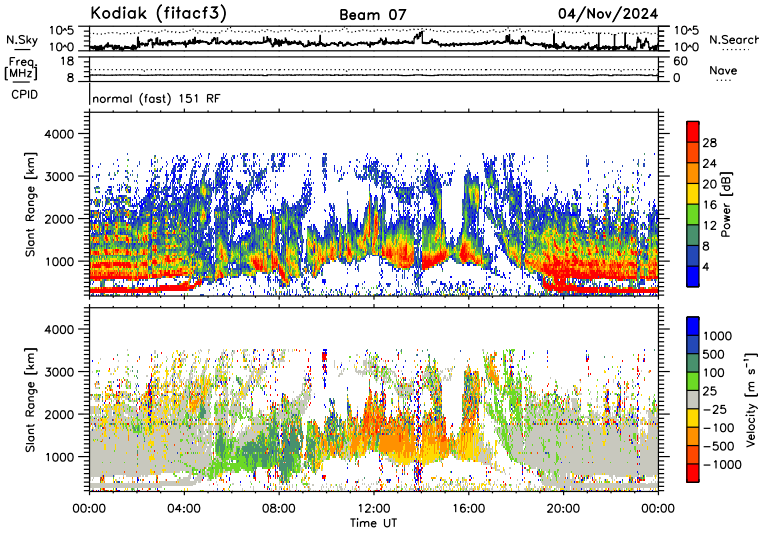 Kodiak (fitacf3) Beam 07 04/Nov/2024
N.Sky 10^5 10^0 10^5 10^0 N.Search
Freq. [MHz] 18 8 60 0 Nave
CPID normal (fast) 151 RF
Slant Range [km] 4000 3000 2000 1000
28 24 20 16 12 8 4 Power [dB]
Slant Range [km] 4000 3000 2000 1000
1000 500 100 25 −25 −100 −500 −1000 Velocity [m s⁻¹]
00:00 04:00 08:00 12:00 16:00 20:00 00:00
Time UT